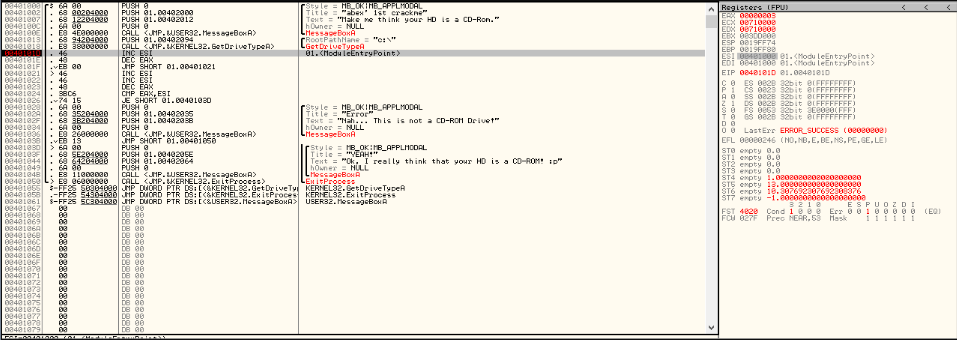 00401000 $ 6A 00 PUSH 0 Style = MB_OK|MB_APPLMODAL
00401002 . 68 00204000 PUSH 01.00402000 Title = "abex' 1st crackme"
00401007 . 68 12204000 PUSH 01.00402012 Text = "Make me think your HD is a CD-Rom."
0040100C . 6A 00 PUSH 0 hOwner = NULL
0040100E . E8 4E000000 CALL <JMP.&USER32.MessageBoxA> MessageBoxA
00401013 . 68 94204000 PUSH 01.00402094 RootPathName = "c:\"
00401018 . E8 38000000 CALL <JMP.&KERNEL32.GetDriveTypeA> GetDriveTypeA
0040101D . 46 INC ESI 01.<ModuleEntryPoint>
0040101E . 48 DEC EAX
0040101F . EB 00 JMP SHORT 01.00401021
00401021 > 46 INC ESI
00401022 . 46 INC ESI
00401023 . 48 DEC EAX
00401024 . 3BC6 CMP EAX,ESI
00401026 . 74 15 JE SHORT 01.0040103D
00401028 . 6A 00 PUSH 0 Style = MB_OK|MB_APPLMODAL
0040102A . 68 35204000 PUSH 01.00402035 Title = "Error"
0040102F . 68 3B204000 PUSH 01.0040203B Text = "Nah... This is not a CD-ROM Drive!"
00401034 . 6A 00 PUSH 0 hOwner = NULL
00401036 . E8 26000000 CALL <JMP.&USER32.MessageBoxA> MessageBoxA
0040103B . EB 13 JMP SHORT 01.00401050
0040103D > 6A 00 PUSH 0 Style = MB_OK|MB_APPLMODAL
0040103F . 68 5E204000 PUSH 01.0040205E Title = "YEAH!"
00401044 . 68 64204000 PUSH 01.00402064 Text = "Ok, I really think that your HD is a CD-ROM! :p"
00401049 . 6A 00 PUSH 0 hOwner = NULL
0040104B . E8 11000000 CALL <JMP.&USER32.MessageBoxA> MessageBoxA
00401050 > E8 06000000 CALL <JMP.&KERNEL32.ExitProcess> ExitProcess
00401055 $-FF25 50304000 JMP DWORD PTR DS:[<&KERNEL32.GetDriveTyp KERNEL32.GetDriveTypeA
0040105B .-FF25 54304000 JMP DWORD PTR DS:[<&KERNEL32.ExitProcess KERNEL32.ExitProcess
00401061 $-FF25 5C304000 JMP DWORD PTR DS:[<&USER32.MessageBoxA>] USER32.MessageBoxA
00401067 00 DB 00
00401068 00 DB 00
00401069 00 DB 00
0040106A 00 DB 00
0040106B 00 DB 00
0040106C 00 DB 00
0040106D 00 DB 00
0040106E 00 DB 00
0040106F 00 DB 00
00401070 00 DB 00
00401071 00 DB 00
00401072 00 DB 00
00401073 00 DB 00
00401074 00 DB 00
00401075 00 DB 00
00401076 00 DB 00
00401077 00 DB 00
00401078 00 DB 00
00401079 00 DB 00
Registers (FPU) < < <
EAX 00000003
ECX 00710000
EDX 00710000
EBX 003DD000
ESP 0019FF74
EBP 0019FF80
ESI 00401000 01.<ModuleEntryPoint>
EDI 00401000 01.<ModuleEntryPoint>
EIP 0040101D 01.0040101D
C 0 ES 002B 32bit 0(FFFFFFFF)
P 1 CS 0023 32bit 0(FFFFFFFF)
A 0 SS 002B 32bit 0(FFFFFFFF)
Z 1 DS 002B 32bit 0(FFFFFFFF)
S 0 FS 0053 32bit 3E0000(FFF)
T 0 GS 002B 32bit 0(FFFFFFFF)
D 0
O 0 LastErr ERROR_SUCCESS (00000000)
EFL 00000246 (NO,NB,E,BE,NS,PE,GE,LE)
ST0 empty 0.0
ST1 empty 0.0
ST2 empty 0.0
ST3 empty 0.0
ST4 empty 1.0000000000000000000
ST5 empty 13.000000000000000000
ST6 empty
ST7 empty -1.0000000000000000000
3 2 1 0 E S P U O Z D I
FST 4020 Cond 1 0 0 0 Err 0 0 1 0 0 0 0 0 (EQ)
FCW 027F Prec NEAR,53 Mask 1 1 1 1 1 1